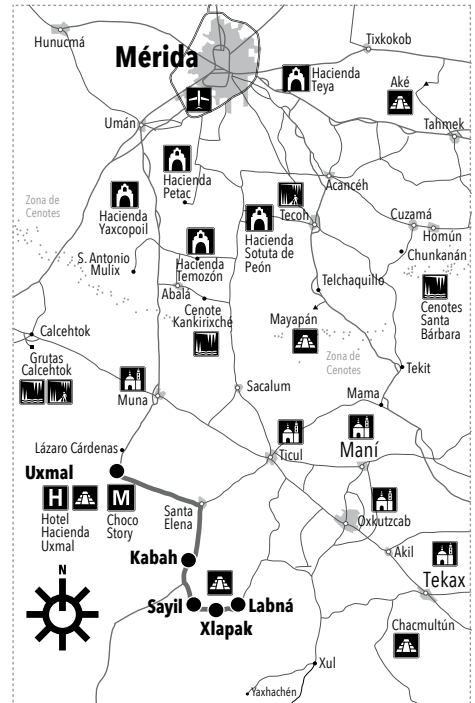 Hunucmá
Mérida
Tixkokob
Hacienda
Teya
Aké
Umán
Tahmek
Acancéh
Hacienda
Petac
Zona de
Cenotes
Hacienda
Yaxcopoil
Tecoh
Cuzamá
Homún
Hacienda
Sotuta de
Peón
Chunkanán
S. Antonio
Mulix
Hacienda
Temozón
Telchaquillo
Abalá
Cenote
Kankirixché
Mayapán
Cenotes
Santa
Bárbara
Calcehtok
Grutas
Calcehtok
Zona de
Cenotes
Tekit
Muna
Sacalum
Mama
Lázaro Cárdenas
Ticul
Maní
Uxmal
H
M
Hotel
Hacienda
Uxmal
Choco
Story
Santa
Elena
Oxkutzcab
Kabah
Akil
Tekax
N
Sayil
Labná
Xlapak
Chacmultún
Xul
Yaxhachén